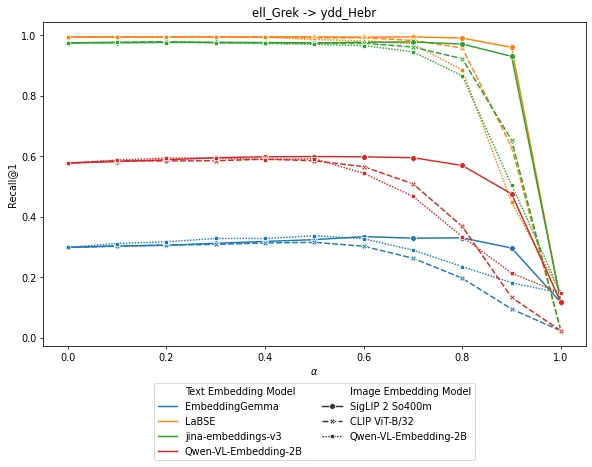 ell_Grek -> ydd_Hebr
1.0
0.8
0.6
0.4
0.2
0.0
Recall@1
0.0 0.2 0.4 0.6 0.8 1.0
α
Text Embedding Model Image Embedding Model
EmbeddingGemma SigLIP 2 So400m
LaBSE CLIP ViT-B/32
jina-embeddings-v3 Qwen-VL-Embedding-2B
Qwen-VL-Embedding-2B